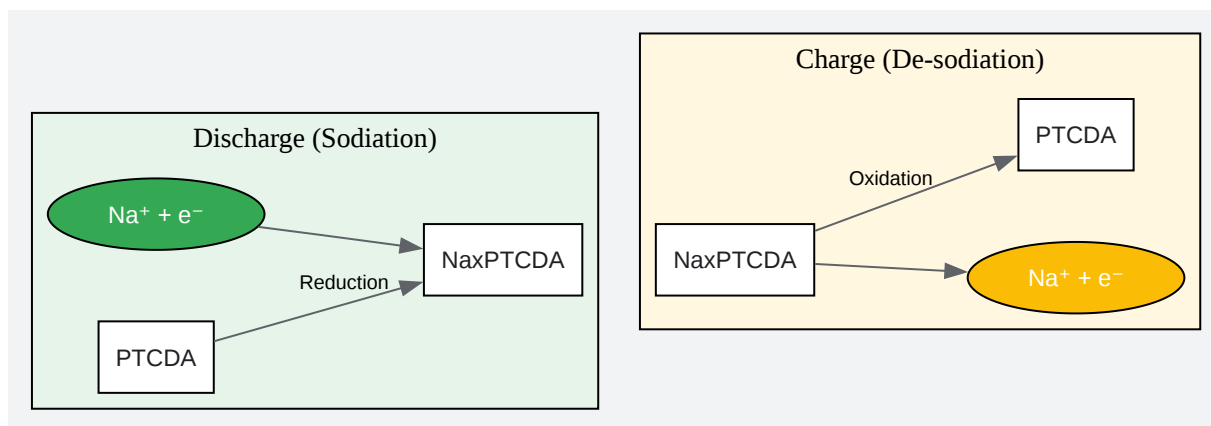 Discharge (Sodiation)
Na⁺ + e⁻
NaxPTCDA
Reduction
PTCDA
Charge (De-sodiation)
PTCDA
Oxidation
NaxPTCDA
Na⁺ + e⁻